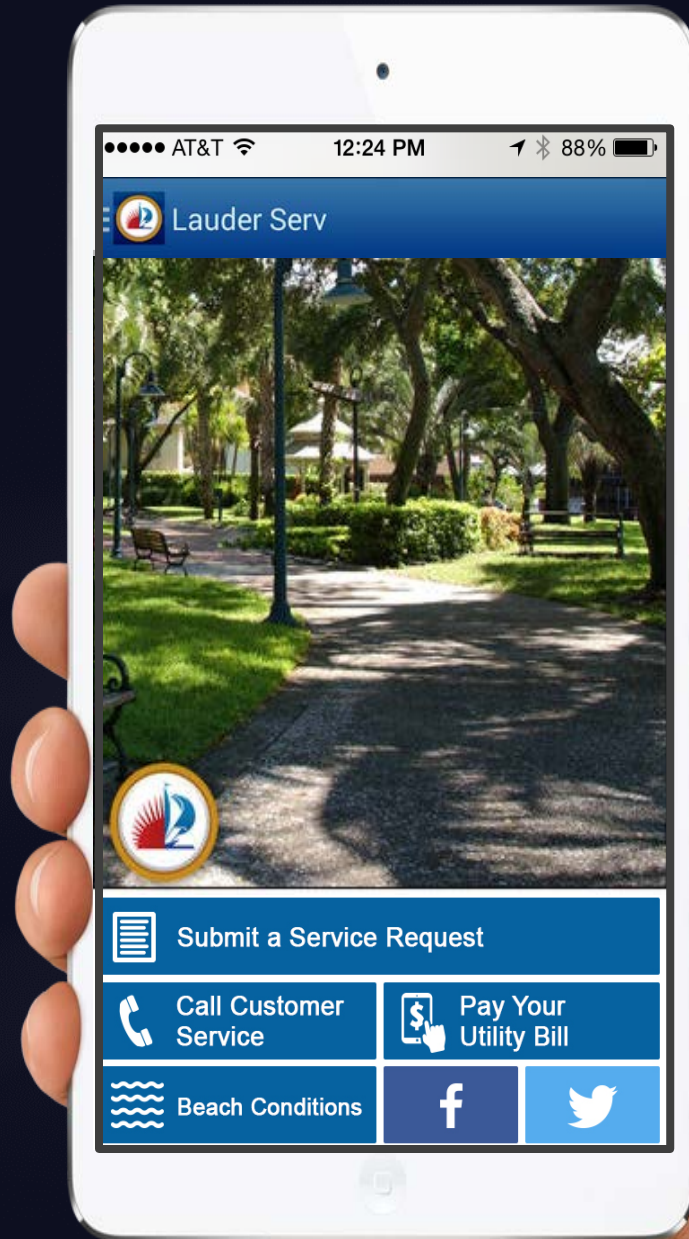 AT&T 12:24 PM 88%
Lauder Serv
Submit a Service Request
Call Customer
Service
Pay Your
Utility Bill
Beach Conditions